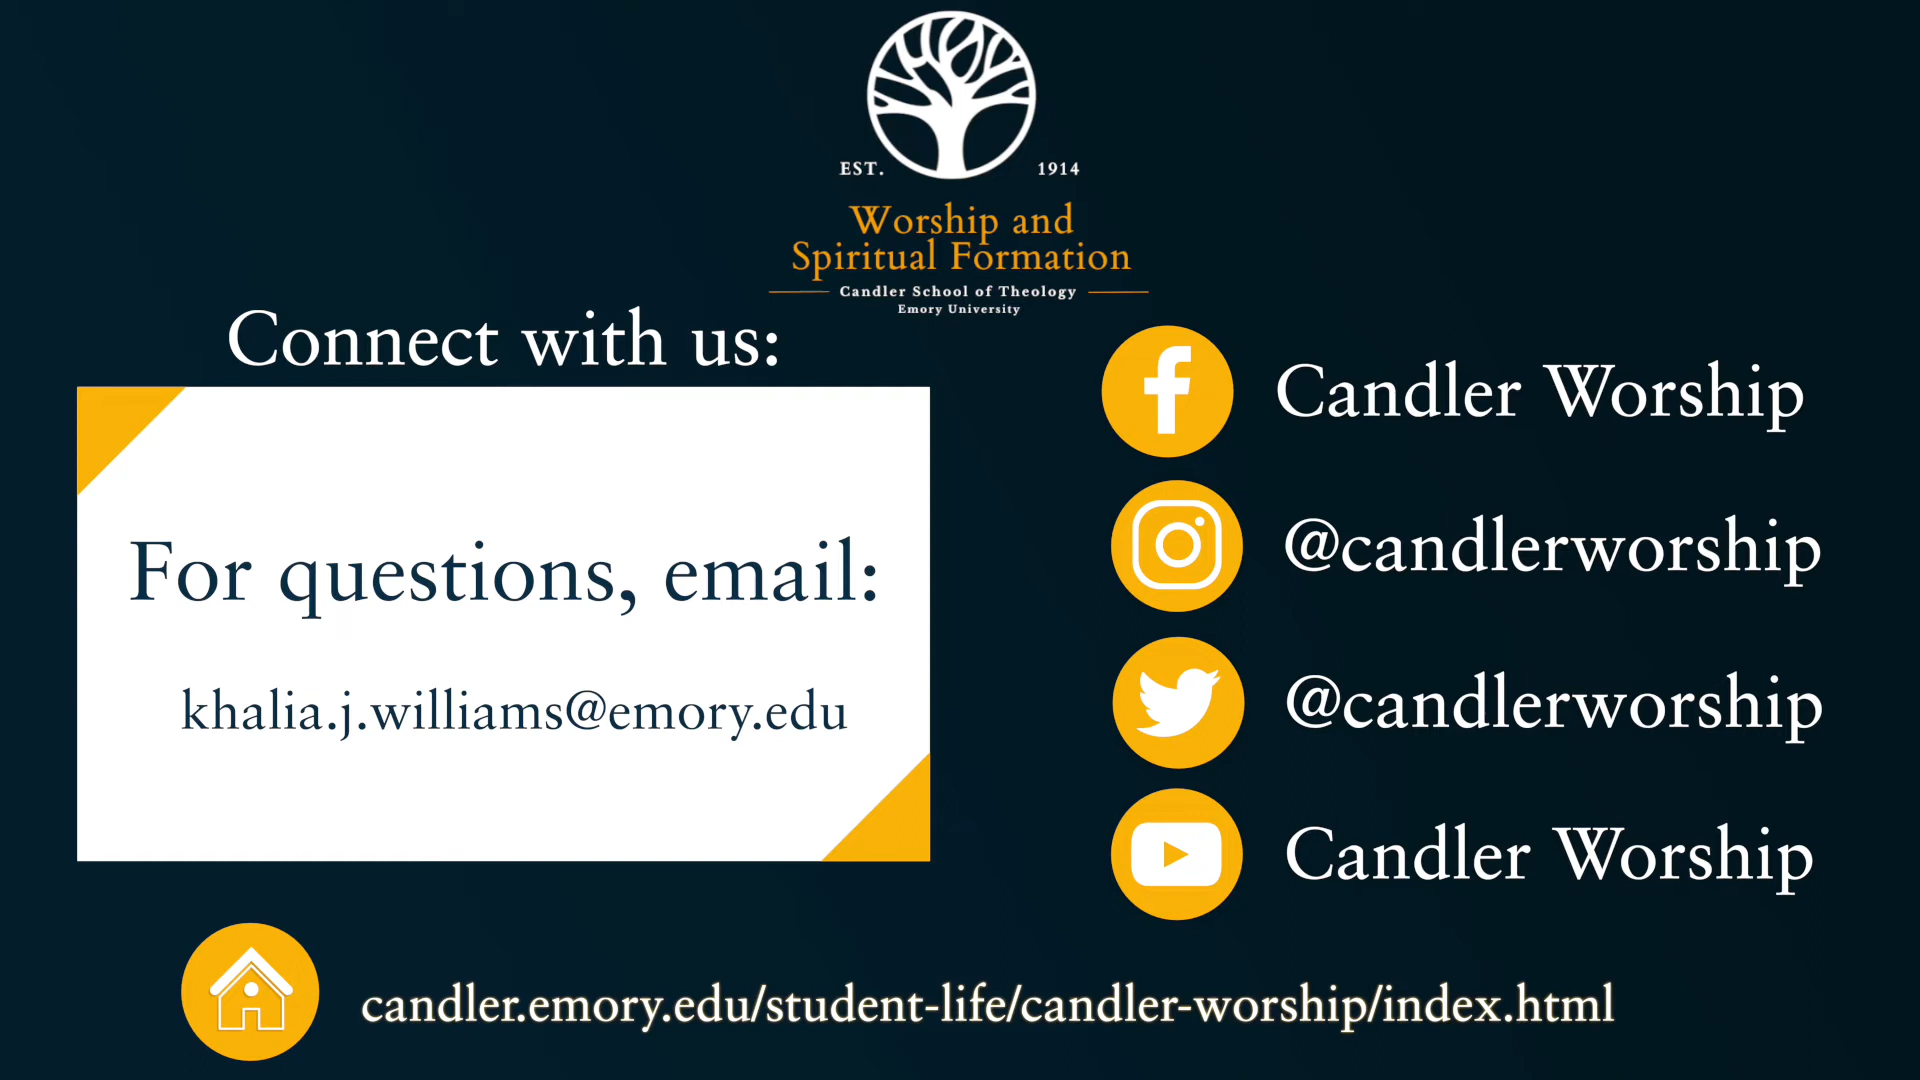 EST. 1914
Worship and
Spiritual Formation
Candler School of Theology
Emory University
Connect with us:
For questions, email:
khalia.j.williams@emory.edu
Candler Worship
@candlerworship
@candlerworship
Candler Worship
candler.emory.edu/student-life/candler-worship/index.html